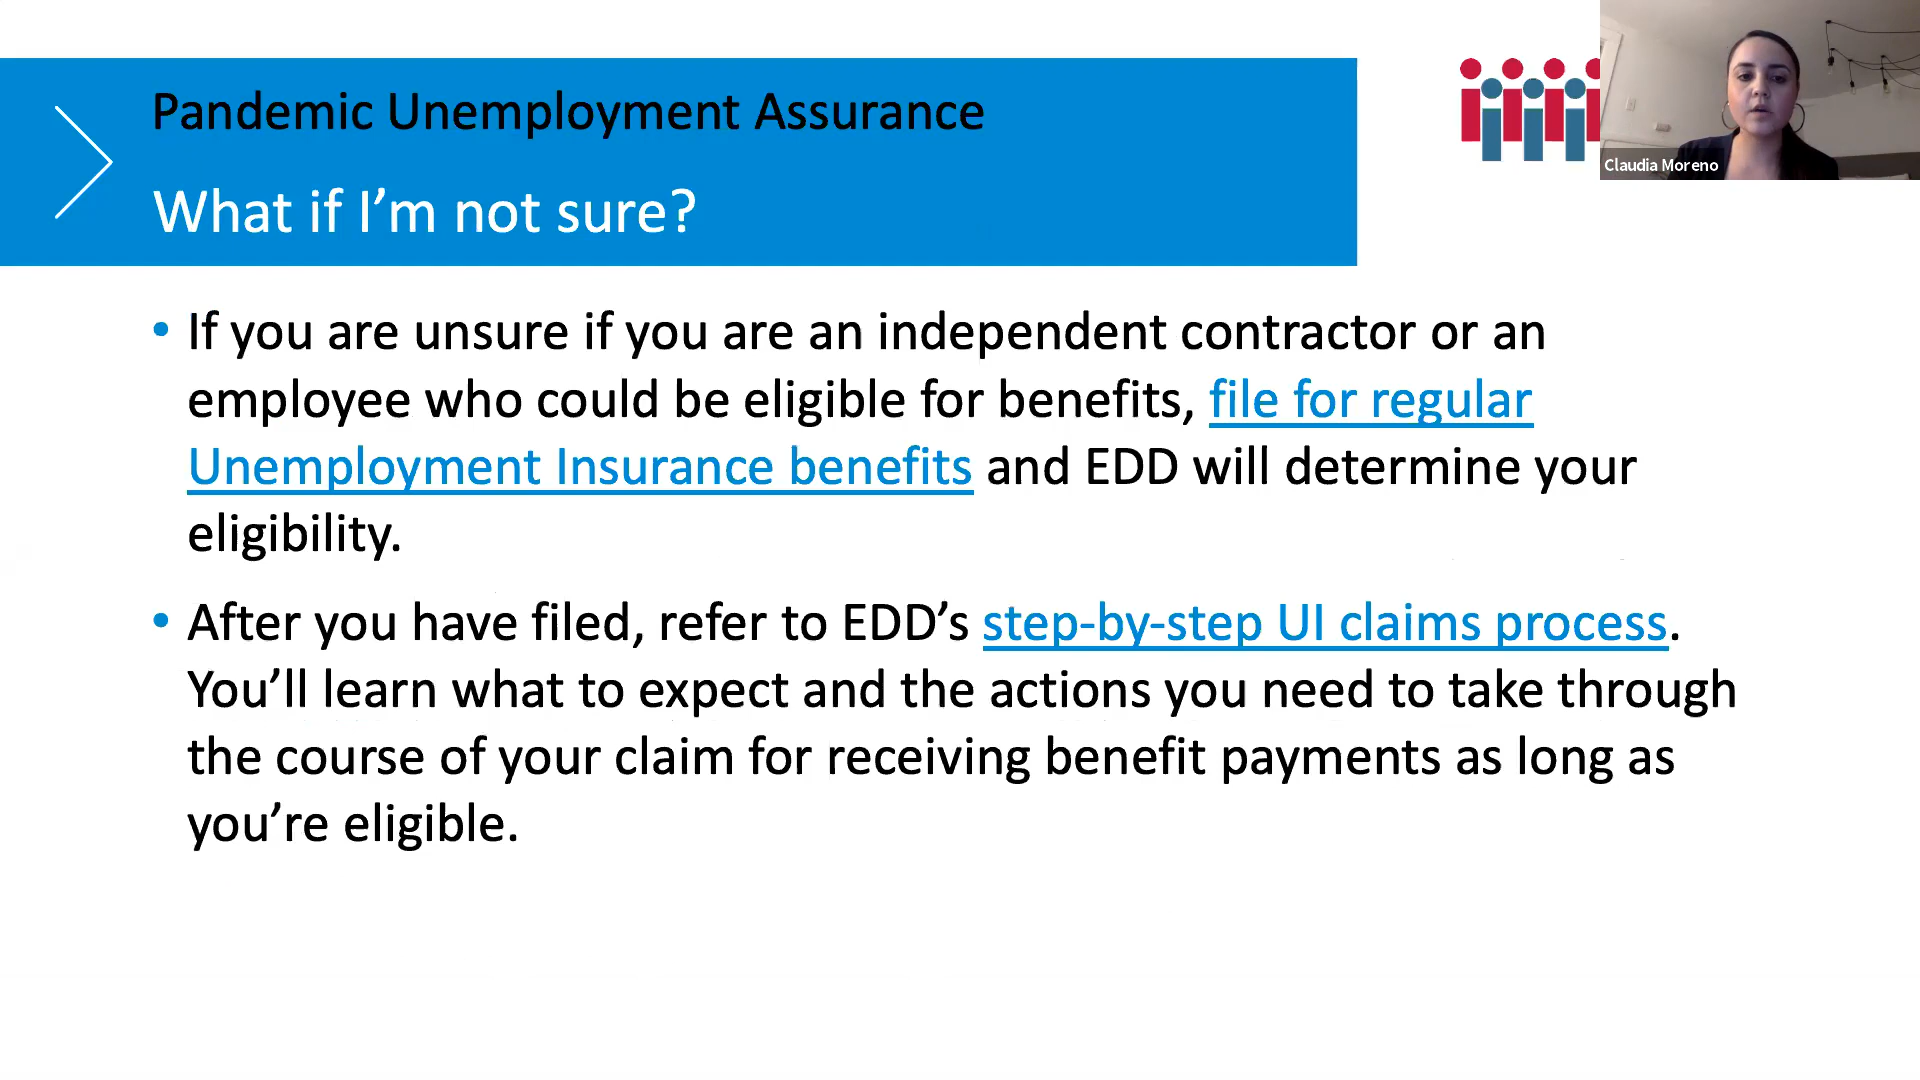 Pandemic Unemployment Assurance
What if I’m not sure?
Claudia Moreno
• If you are unsure if you are an independent contractor or an
employee who could be eligible for benefits, file for regular
Unemployment Insurance benefits and EDD will determine your
eligibility.
• After you have filed, refer to EDD’s step-by-step UI claims process.
You’ll learn what to expect and the actions you need to take through
the course of your claim for receiving benefit payments as long as
you’re eligible.